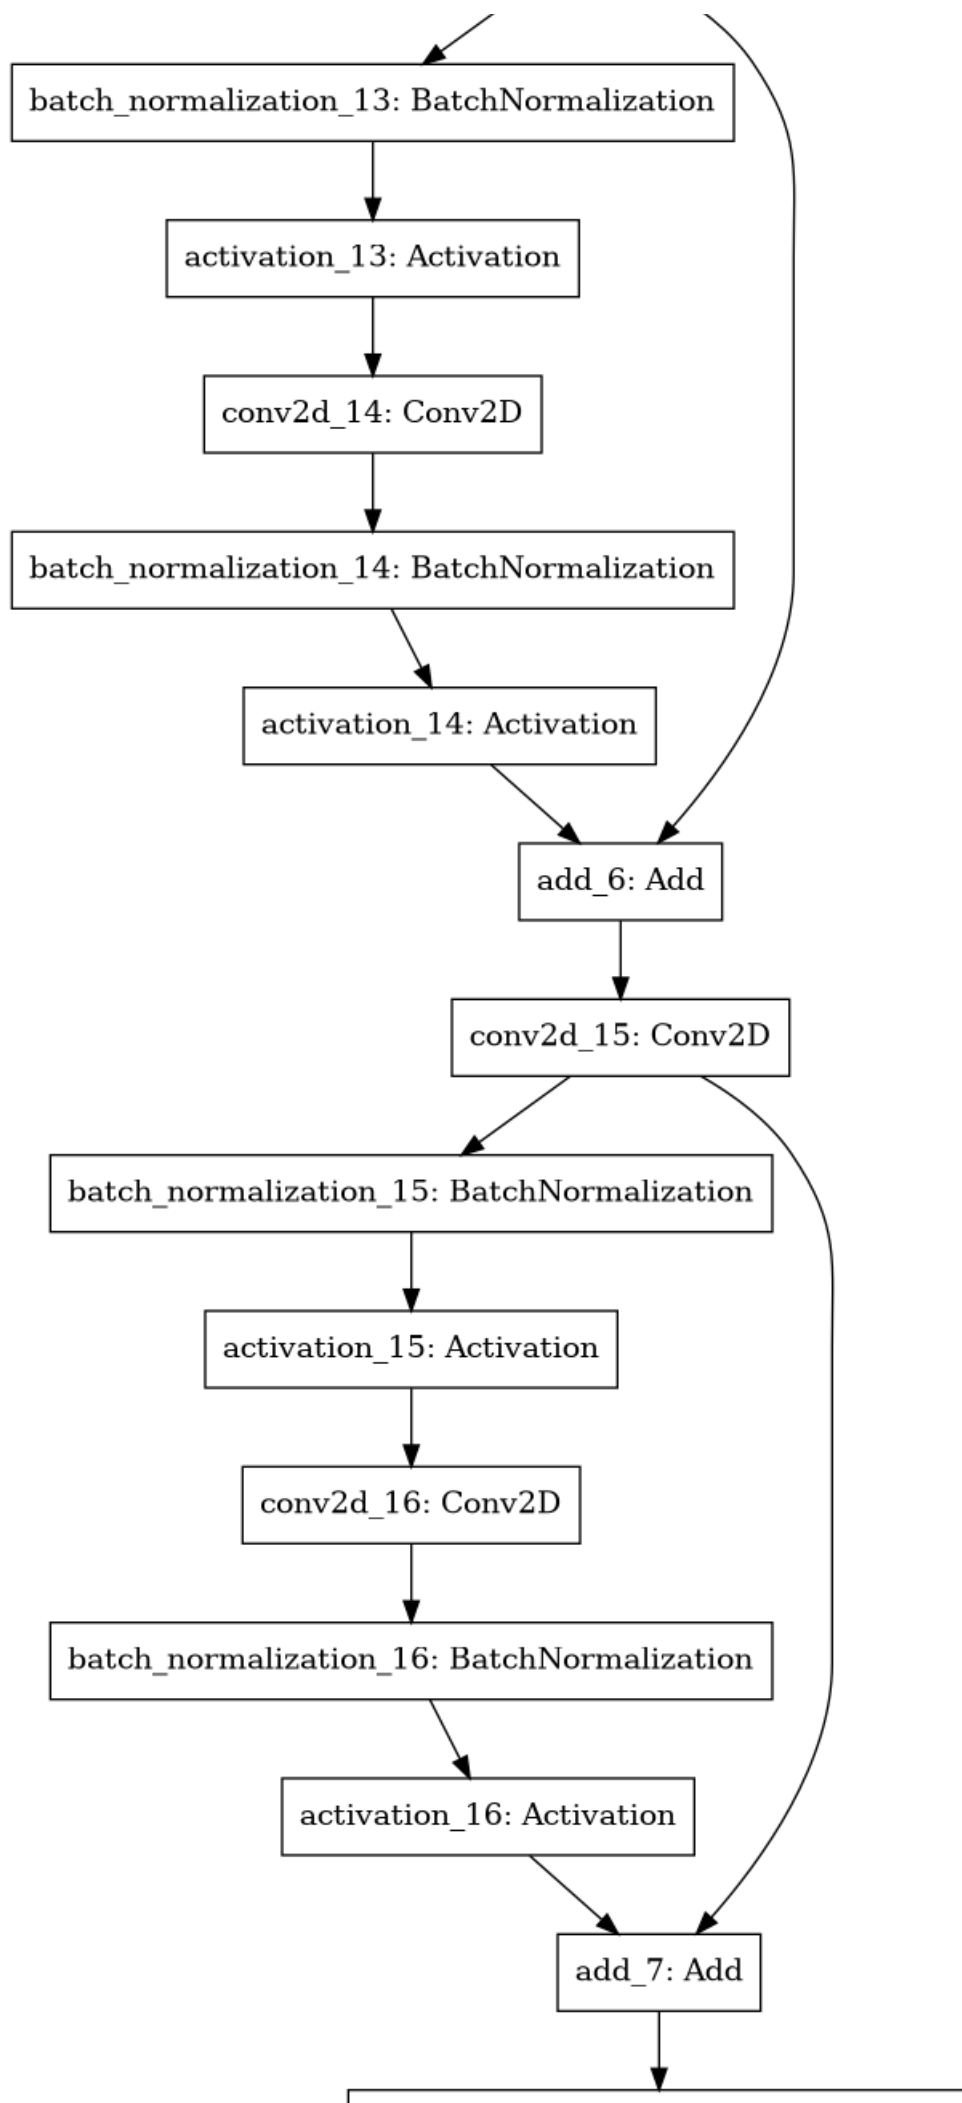 batch_normalization_13: BatchNormalization
activation_13: Activation
conv2d_14: Conv2D
batch_normalization_14: BatchNormalization
activation_14: Activation
add_6: Add
conv2d_15: Conv2D
batch_normalization_15: BatchNormalization
activation_15: Activation
conv2d_16: Conv2D
batch_normalization_16: BatchNormalization
activation_16: Activation
add_7: Add